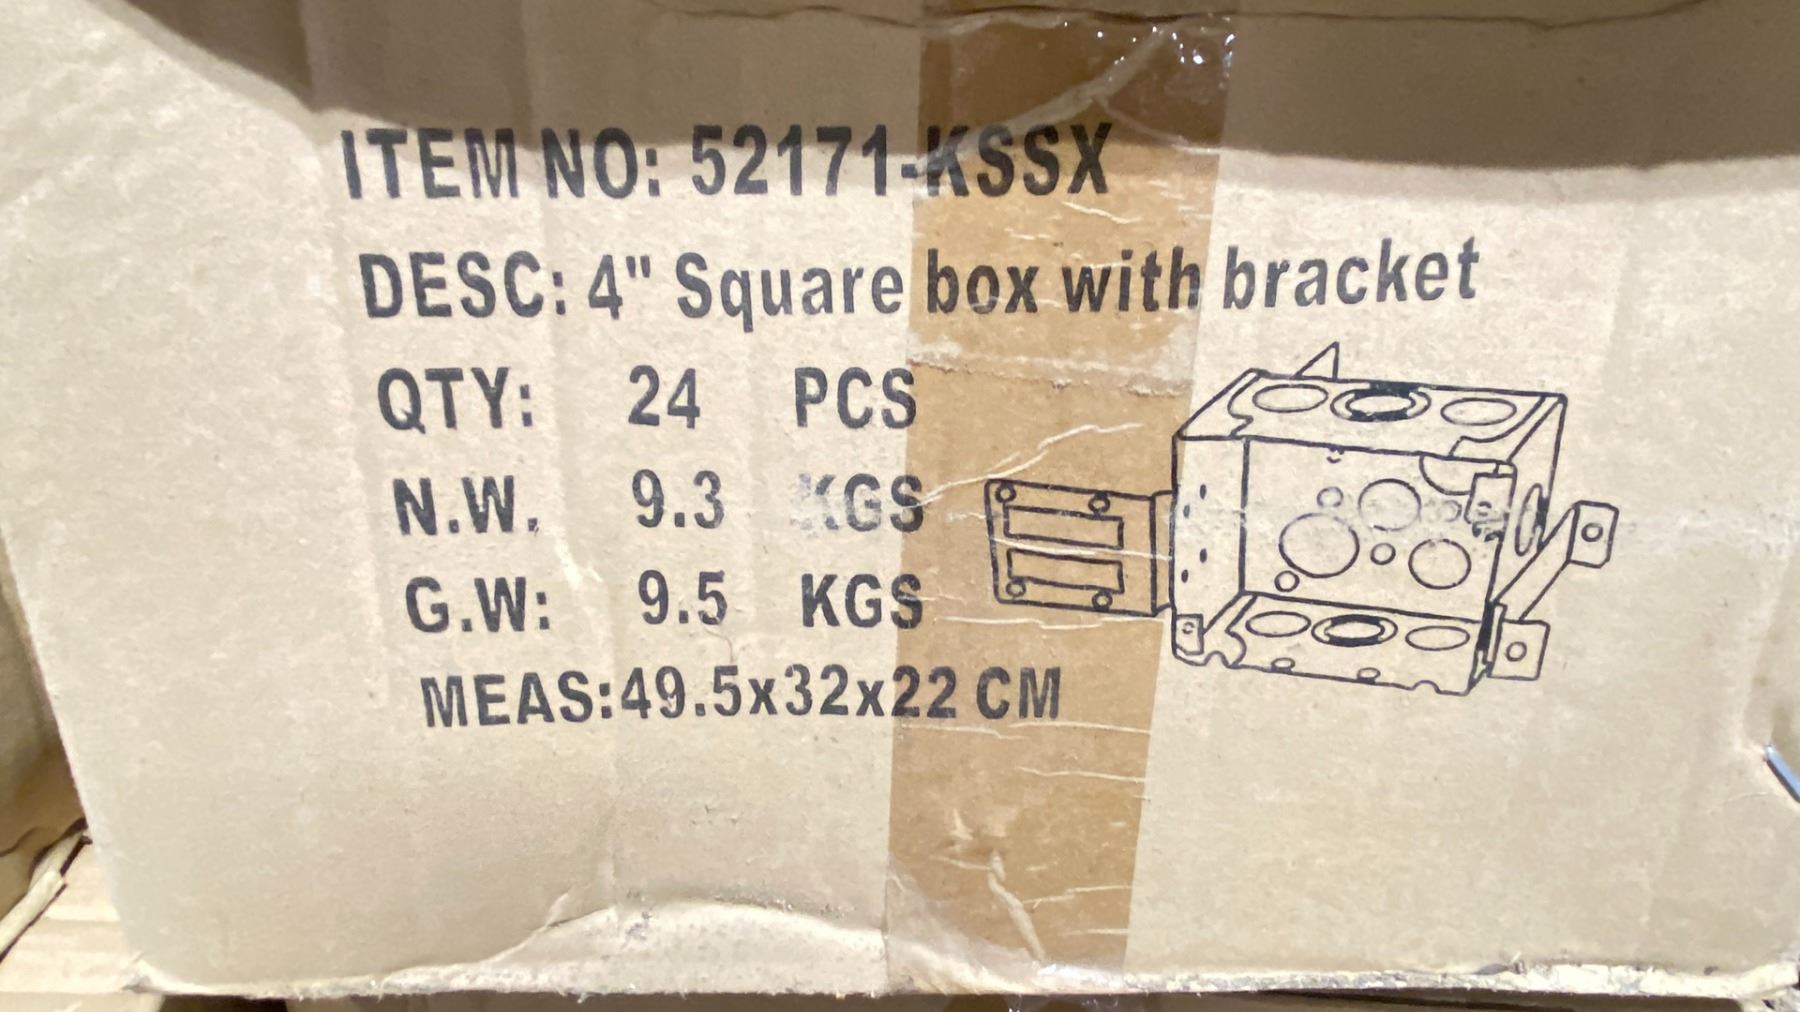 ITEM NO: 52171-KSSX
DESC: 4" Square box with bracket
QTY: 24 PCS
N.W. 9.3 KGS
G.W: 9.5 KGS
MEAS:49.5x32x22 CM